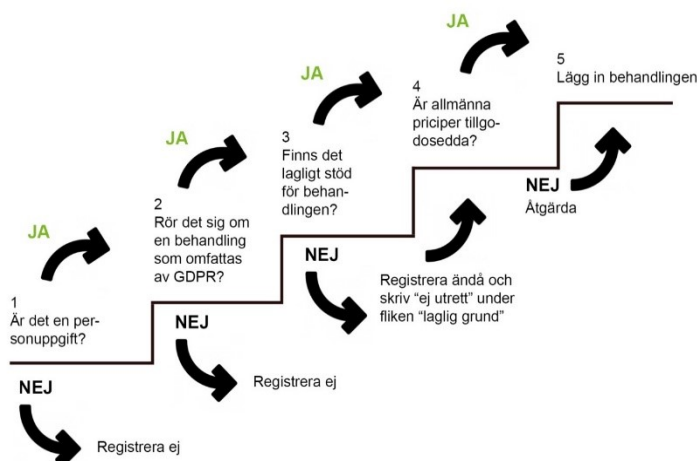 JA
5
Lägg in behandlingen
JA
4
Är allmänna
priciper tillgo-
dosedda?
JA
3
Finns det
lagligt stöd
för behan-
dlingen?
NEJ
Åtgärda
JA
2
Rör det sig om
en behandling
som omfattas
av GDPR?
NEJ
Registrera ändå och
skriv "ej utrett" under
fliken "laglig grund"
1
Är det en per-
sonuppgift?
NEJ
Registrera ej
NEJ
Registrera ej